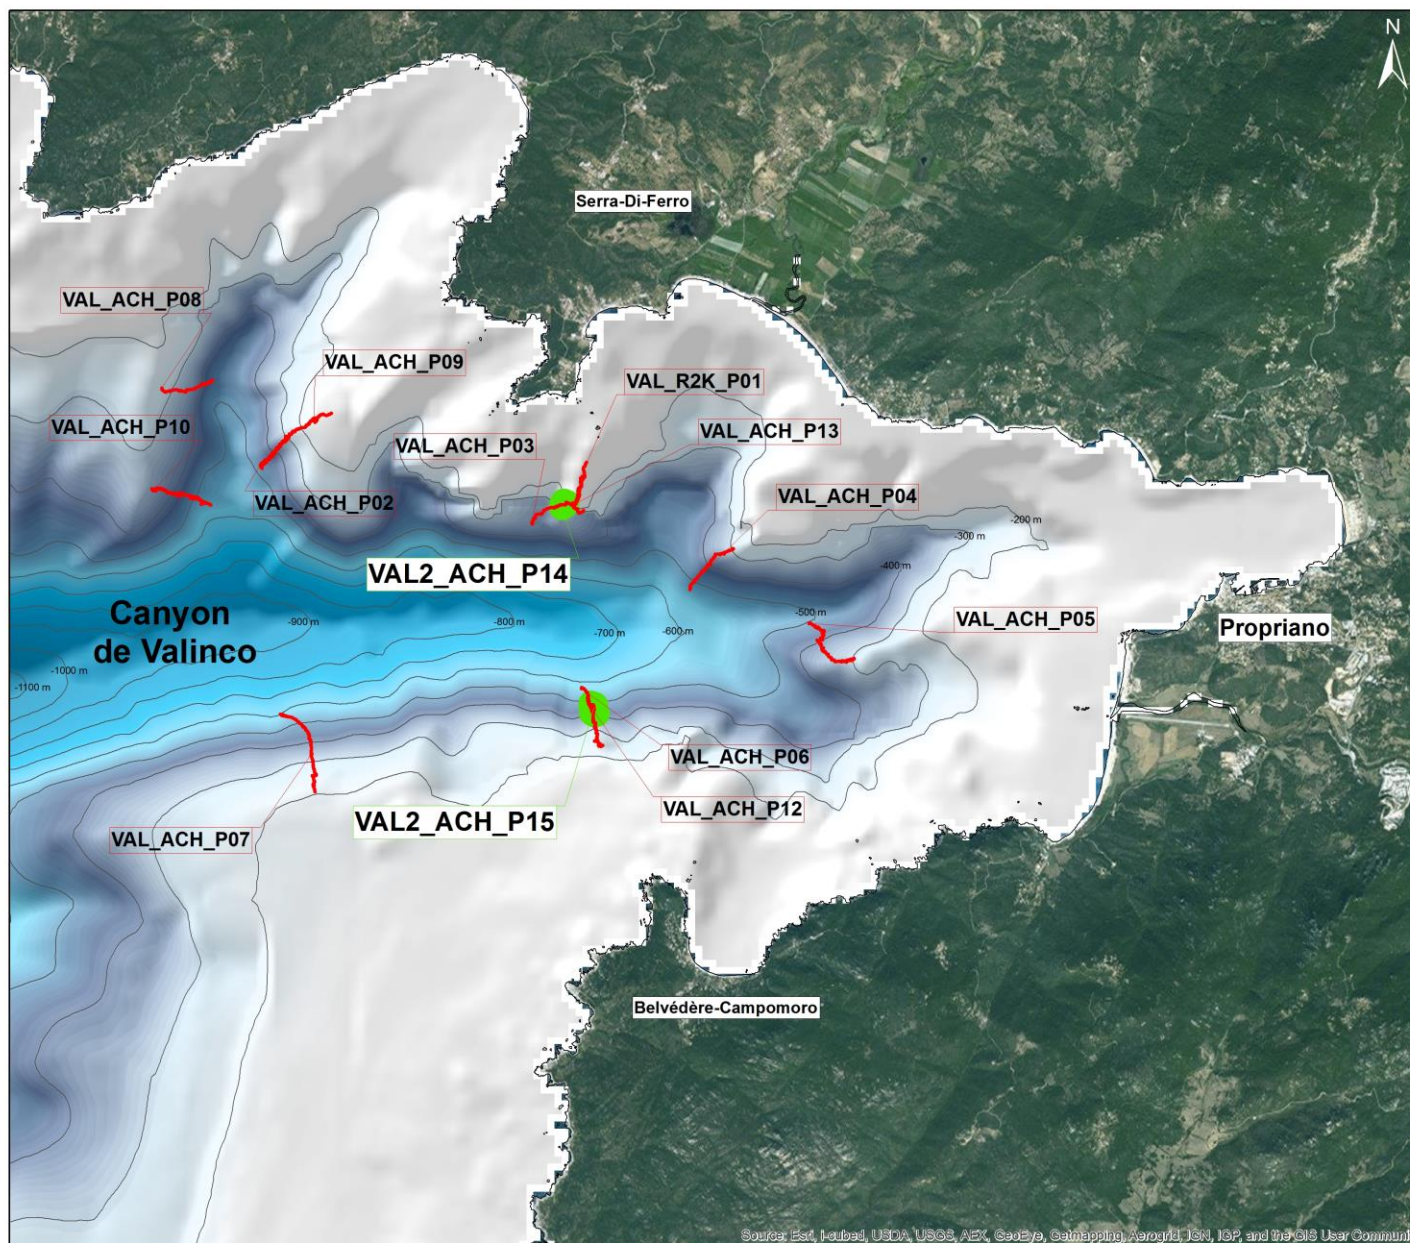 N
Serra-Di-Ferro
VAL_ACH_P08
VAL_ACH_P09
VAL_R2K_P01
VAL_ACH_P10
VAL_ACH_P03
VAL_ACH_P13
VAL_ACH_P02
VAL_ACH_P04
-200 m
-300 m
-400 m
VAL2_ACH_P14
-500 m
Canyon
de Valinco
-900 m
-800 m
-700 m
-600 m
VAL_ACH_P05
Propriano
-1000 m
-1100 m
VAL_ACH_P06
VAL_ACH_P12
VAL2_ACH_P15
VAL_ACH_P07
Belvédère-Campomoro
Source: Esri, i-cubed, USDA, USGS, AEX, GeoEye, Getmapping, Aerogrid, IGN, IGP, and the GIS User Communi